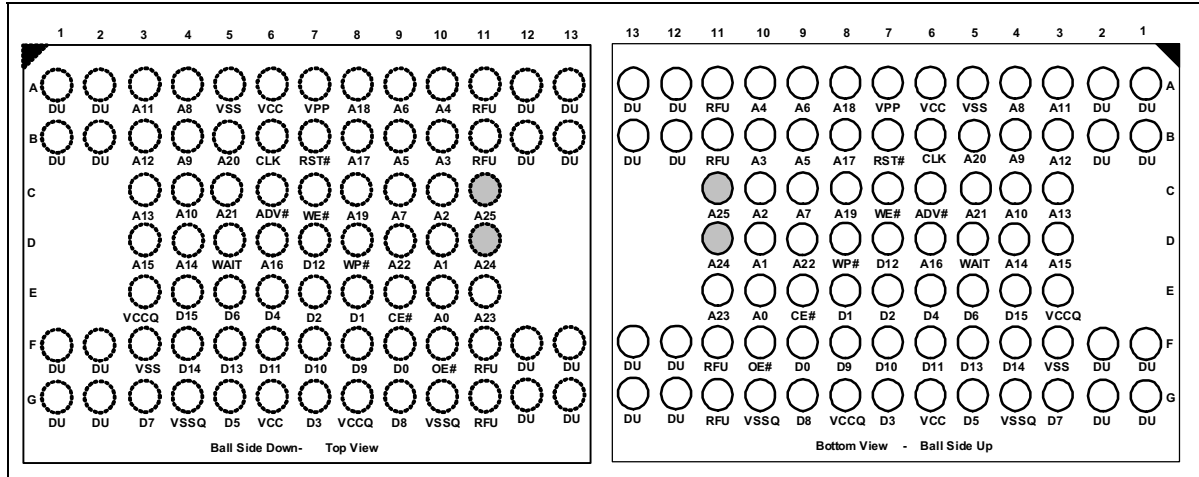 1 2 3 4 5 6 7 8 9 10 11 12 13
A
DU DU A11 A8 VSS VCC VPP A18 A6 A4 RFU DU DU
B
DU DU A12 A9 A20 CLK RST# A17 A5 A3 RFU DU DU
C
A13 A10 A21 ADV# WE# A19 A7 A2 A25
D
A15 A14 WAIT A16 D12 WP# A22 A1 A24
E
VCCQ D15 D6 D4 D2 D1 CE# A0 A23
F
DU DU VSS D14 D13 D11 D10 D9 D0 OE# RFU DU DU
G
DU DU D7 VSSQ D5 VCC D3 VCCQ D8 VSSQ RFU DU DU
Ball Side Down- Top View
13 12 11 10 9 8 7 6 5 4 3 2 1
A
DU DU RFU A4 A6 A18 VPP VCC VSS A8 A11 DU DU
B
DU DU RFU A3 A5 A17 RST# CLK A20 A9 A12 DU DU
C
A25 A2 A7 A19 WE# ADV# A21 A10 A13
D
A24 A1 A22 WP# D12 A16 WAIT A14 A15
E
A23 A0 CE# D1 D2 D4 D6 D15 VCCQ
F
DU DU RFU OE# D0 D9 D10 D11 D13 D14 VSS DU DU
G
DU DU RFU VSSQ D8 VCCQ D3 VCC D5 VSSQ D7 DU DU
Bottom View - Ball Side Up